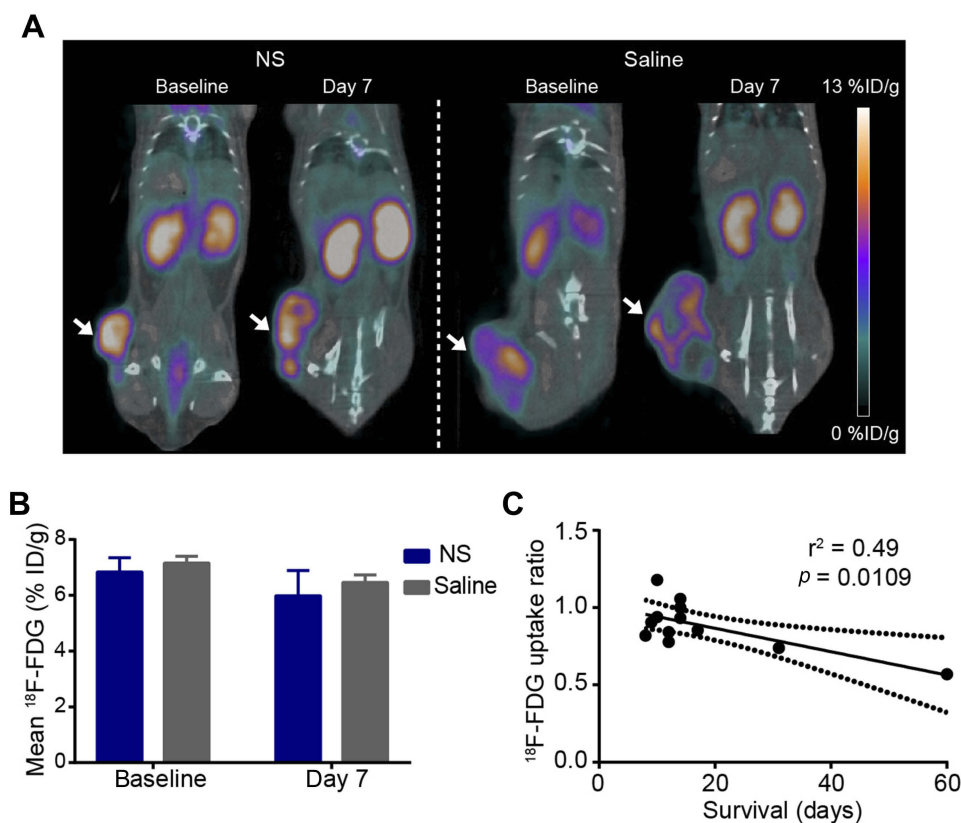 A
NS
Saline
Baseline
Day 7
Baseline
Day 7
13 %ID/g
0 %ID/g
B
Mean ¹⁸F-FDG (% ID/g)
8
6
4
2
0
Baseline
Day 7
NS
Saline
C
¹⁸F-FDG uptake ratio
1.5
1.0
0.5
0.0
r² = 0.49
p = 0.0109
0
20
40
60
Survival (days)